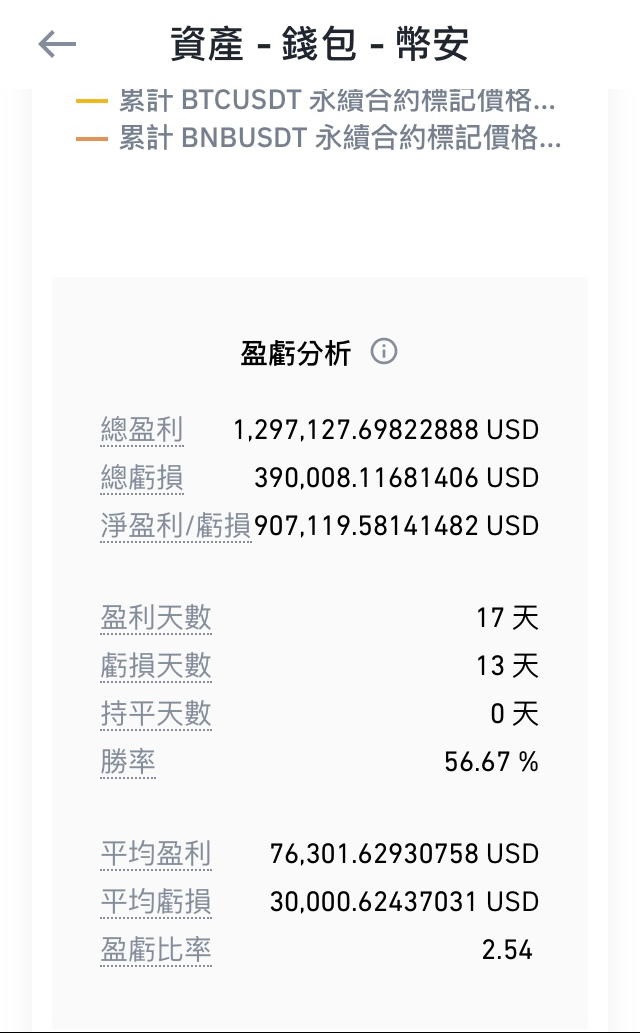 資產 - 錢包 - 幣安
累計 BTCUSDT 永續合約標記價格...
累計 BNBUSDT 永續合約標記價格...
盈虧分析
總盈利 1,297,127.69822888 USD
總虧損 390,008.11681406 USD
淨盈利/虧損 907,119.58141482 USD
盈利天數 17 天
虧損天數 13 天
持平天數 0 天
勝率 56.67 %
平均盈利 76,301.62930758 USD
平均虧損 30,000.62437031 USD
盈虧比率 2.54